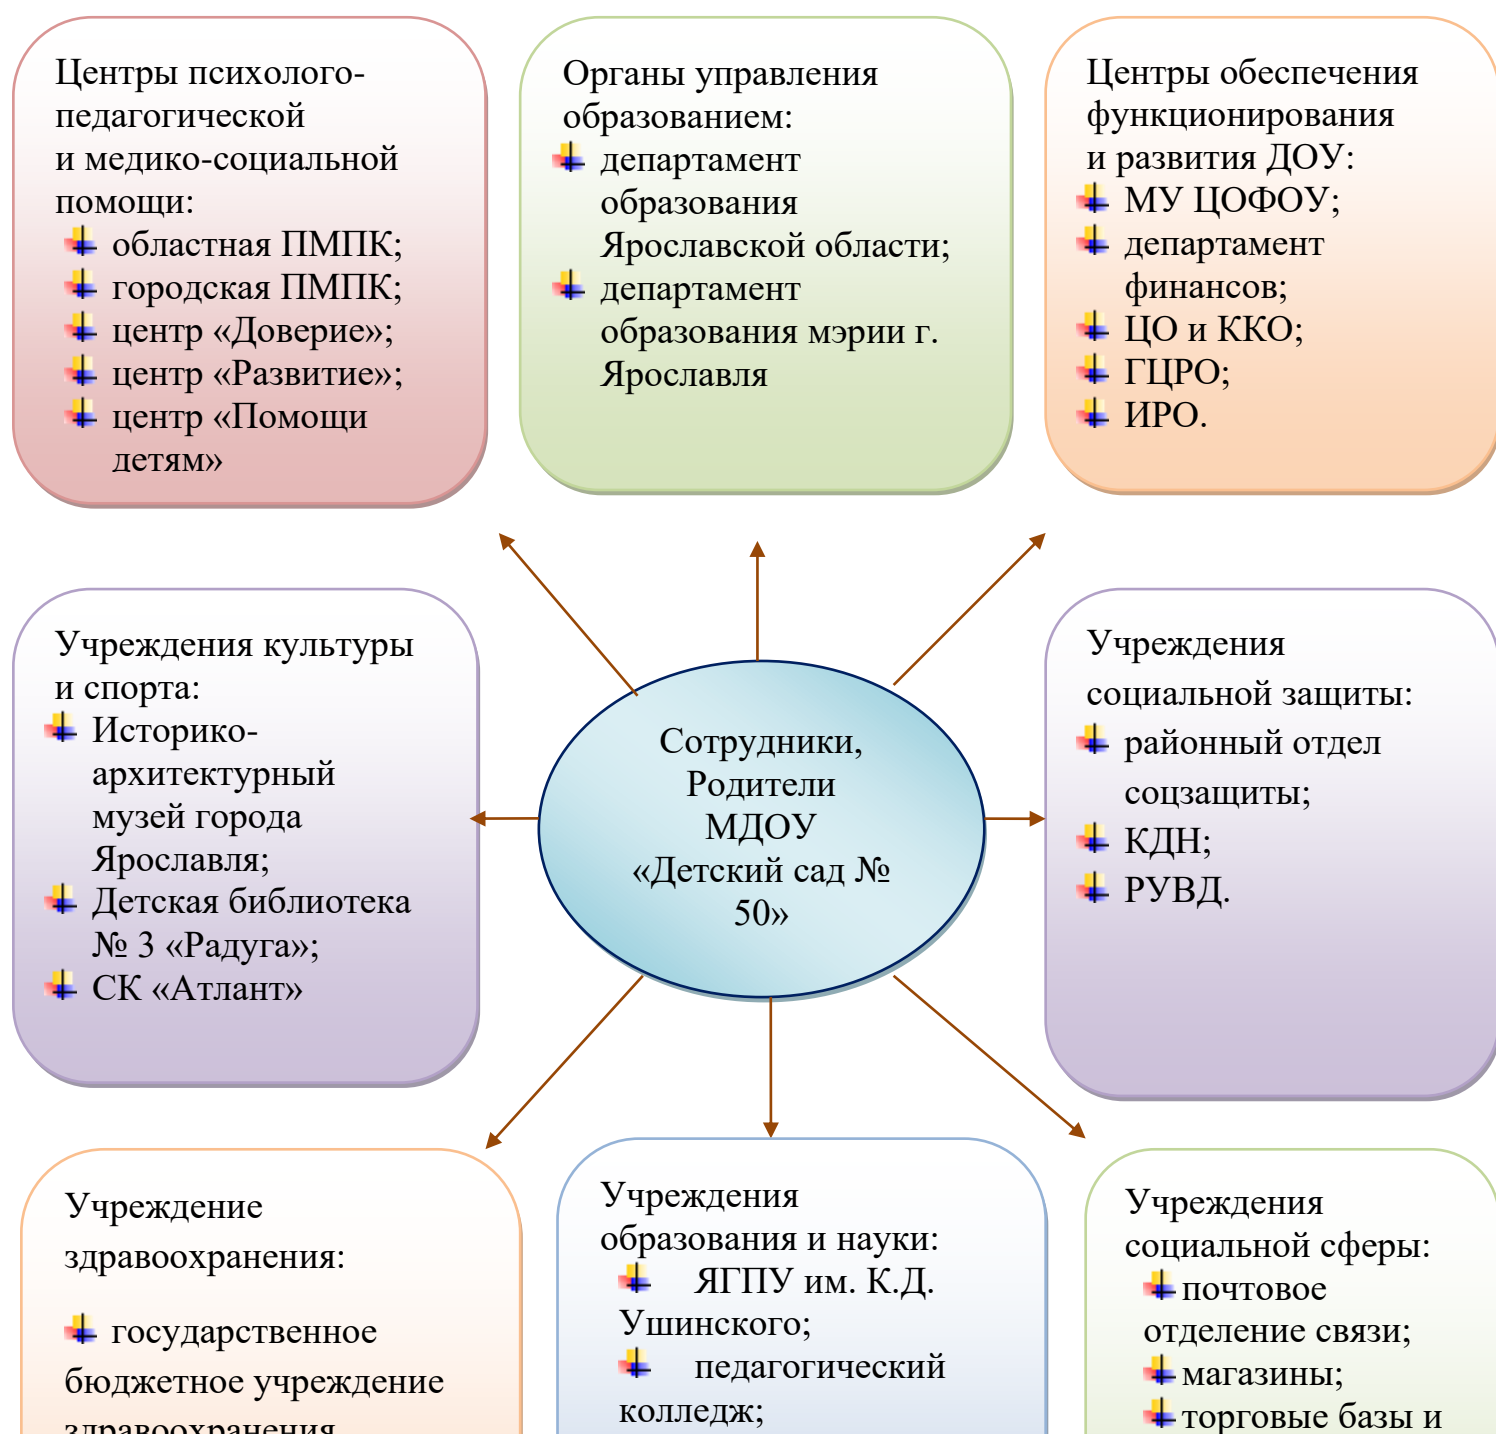 Центры психолого-
педагогической
и медико-социальной
помощи:
областная ПМПК;
городская ПМПК;
центр «Доверие»;
центр «Развитие»;
центр «Помощи
детям»
Органы управления
образованием:
департамент
образования
Ярославской области;
департамент
образования мэрии г.
Ярославля
Центры обеспечения
функционирования
и развития ДОУ:
МУ ЦОФОУ;
департамент
финансов;
ЦО и ККО;
ГЦРО;
ИРО.
Учреждения культуры
и спорта:
Историко-
архитектурный
музей города
Ярославля;
Детская библиотека
№ 3 «Радуга»;
СК «Атлант»
Сотрудники,
Родители
МДОУ
«Детский сад №
50»
Учреждения
социальной защиты:
районный отдел
соцзащиты;
КДН;
РУВД.
Учреждение
здравоохранения:
государственное
бюджетное учреждение
здравоохранения
Учреждения
образования и науки:
ЯГПУ им. К.Д.
Ушинского;
педагогический
колледж;
Учреждения
социальной сферы:
почтовое
отделение связи;
магазины;
торговые базы и